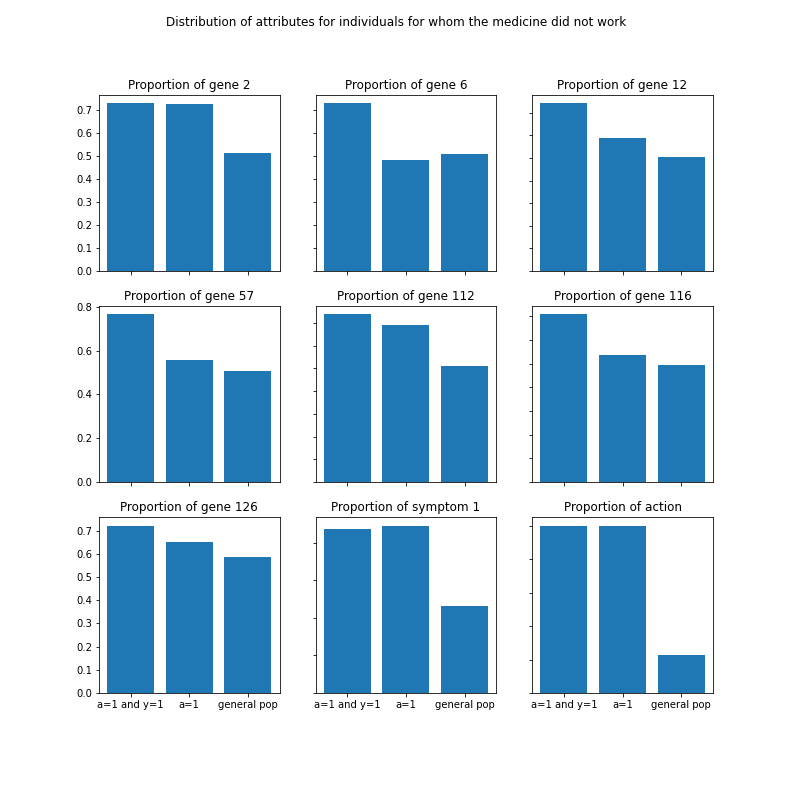 Distribution of attributes for individuals for whom the medicine did not work
Proportion of gene 2
Proportion of gene 6
Proportion of gene 12
0.7
0.6
0.5
0.4
0.3
0.2
0.1
0.0
Proportion of gene 57
Proportion of gene 112
Proportion of gene 116
0.8
0.6
0.4
0.2
0.0
Proportion of gene 126
Proportion of symptom 1
Proportion of action
0.7
0.6
0.5
0.4
0.3
0.2
0.1
0.0
a=1 and y=1 a=1 general pop
a=1 and y=1 a=1 general pop
a=1 and y=1 a=1 general pop